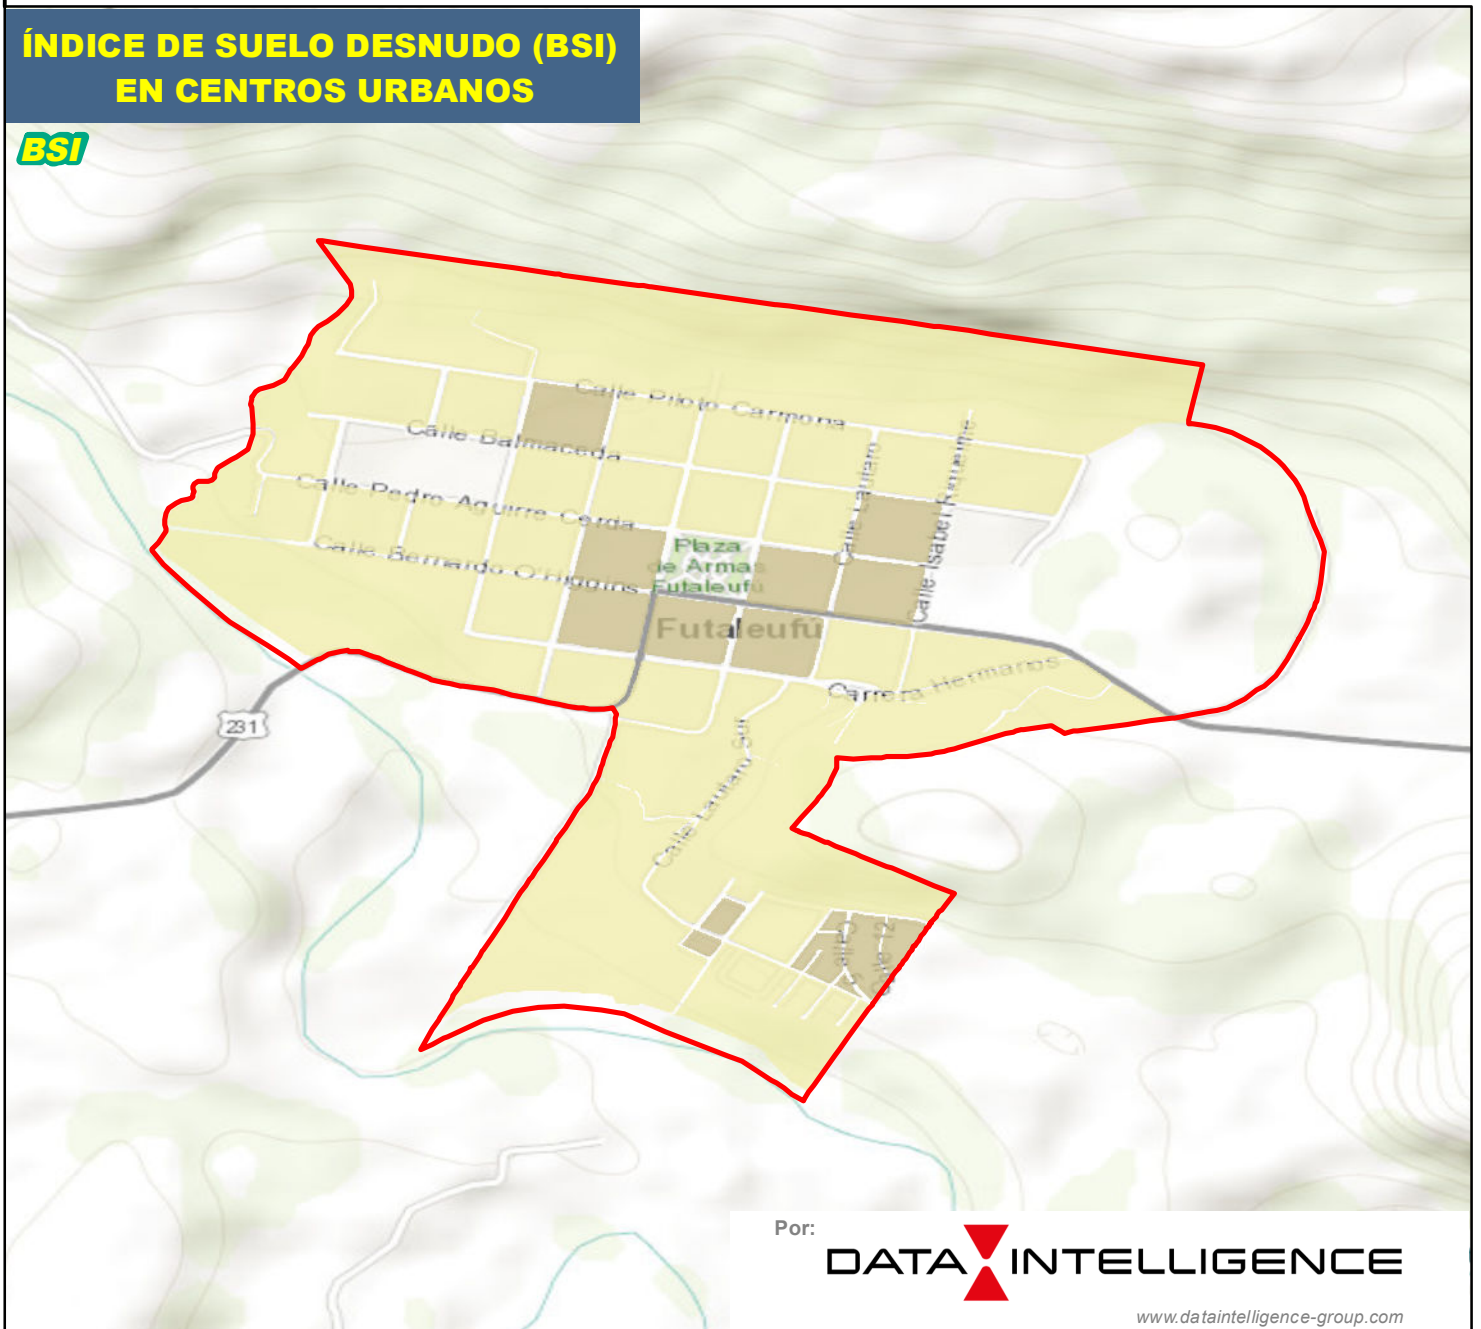 ÍNDICE DE SUELO DESNUDO (BSI)
EN CENTROS URBANOS
BSI
Calle Piloto Carmona
Calle Balmaceda
Calle Lautaro
Calle Isabel Riquelme
Calle Pedro Aguirre Cerda
Calle Bernardo O'Higgins
Plaza
de Armas
Futaleufú
Futaleufú
Carrera Hermanos
231
Calle Lautaro Sur
Calle 12
Por:
DATA INTELLIGENCE
www.dataintelligence-group.com